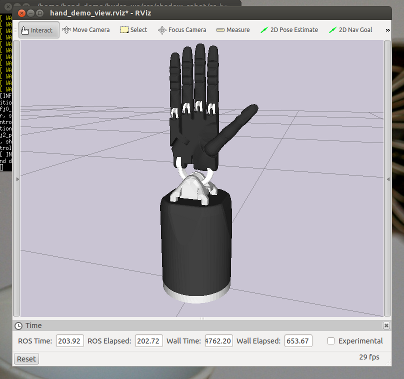 hand_demo_view.rviz* - RViz
Interact Move Camera Select Focus Camera Measure 2D Pose Estimate 2D Nav Goal »
Time
ROS Time: 203.92 ROS Elapsed: 202.72 Wall Time: 4762.20 Wall Elapsed: 653.67 Experimental
Reset 29 fps